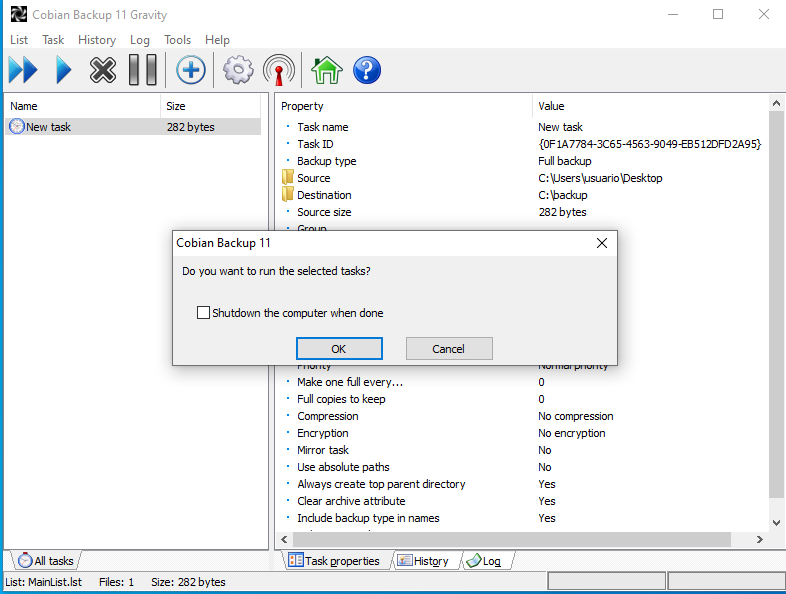 Cobian Backup 11 Gravity
List Task History Log Tools Help
Name Size
New task 282 bytes
Property Value
Task name New task
Task ID {0F1A7784-3C65-4563-9049-EB512DFD2A95}
Backup type Full backup
Source C:\Users\usuario\Desktop
Destination C:\backup
Source size 282 bytes
Group
Cobian Backup 11
Do you want to run the selected tasks?
Shutdown the computer when done
OK Cancel
Priority Normal priority
Make one full every... 0
Full copies to keep 0
Compression No compression
Encryption No encryption
Mirror task No
Use absolute paths No
Always create top parent directory Yes
Clear archive attribute Yes
Include backup type in names Yes
All tasks
Task properties History Log
List: MainList.lst Files: 1 Size: 282 bytes